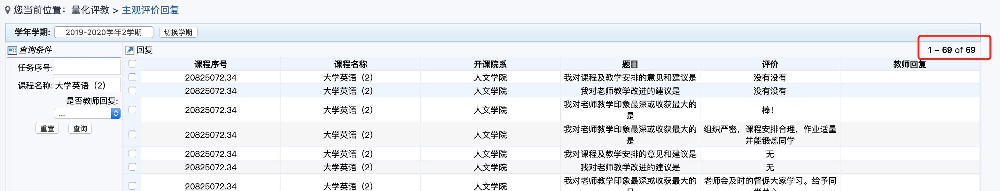 您当前位置：量化评教 > 主观评价回复
学年学期: 2019-2020学年2学期 切换学期
查询条件
任务序号:
课程名称: 大学英语（2）
是否教师回复:
...
重置 查询
回复 1 – 69 of 69
课程序号 课程名称 开课院系 题目 评价 教师回复
20825072.34 大学英语（2） 人文学院 我对课程及教学安排的意见和建议是 没有没有
20825072.34 大学英语（2） 人文学院 我对老师教学改进的建议是 没有没有
20825072.34 大学英语（2） 人文学院 我对老师教学印象最深或收获最大的是 棒！
20825072.34 大学英语（2） 人文学院 我对老师教学印象最深或收获最大的是 组织严密，课程安排合理，作业适量并能锻炼同学
20825072.34 大学英语（2） 人文学院 我对课程及教学安排的意见和建议是 无
20825072.34 大学英语（2） 人文学院 我对老师教学改进的建议是 无
20825072.34 大学英语（2） 人文学院 我对老师教学印象最深或收获最大的 老师会及时的督促大家学习。给予同